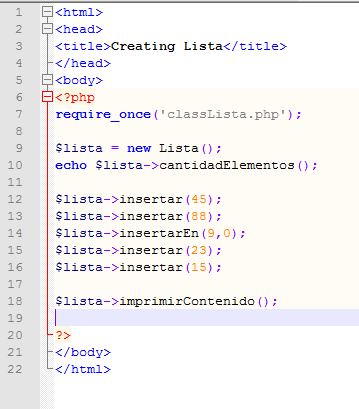 1 <html>
2 <head>
3 <title>Creating Lista</title>
4 </head>
5 <body>
6 <?php
7 require_once('classLista.php');
8
9 $lista = new Lista();
10 echo $lista->cantidadElementos();
11
12 $lista->insertar(45);
13 $lista->insertar(88);
14 $lista->insertarEn(9,0);
15 $lista->insertar(23);
16 $lista->insertar(15);
17
18 $lista->imprimirContenido();
19
20 ?>
21 </body>
22 </html>